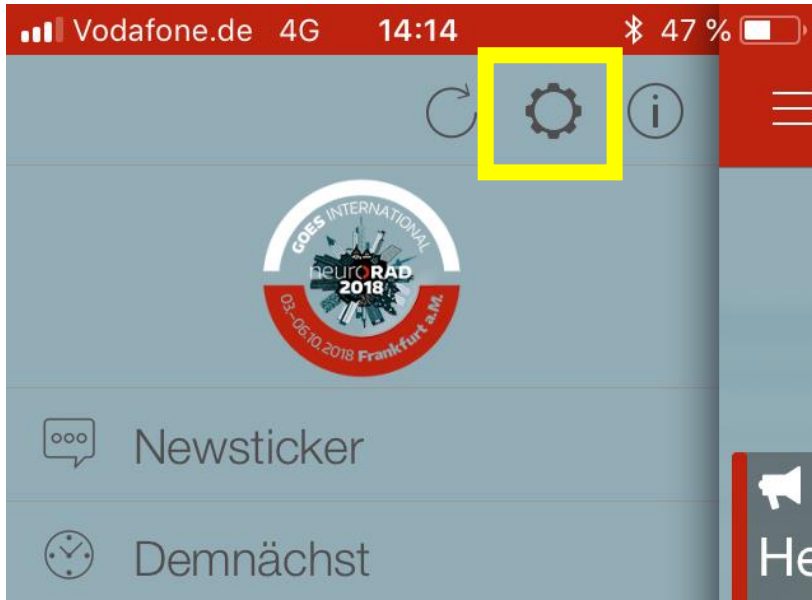 Vodafone.de 4G 14:14 47 %
GOES INTERNATIONAL
neuroRAD
2018
03.–06.10.2018 Frankfurt a.M.
Newsticker
Demnächst
He